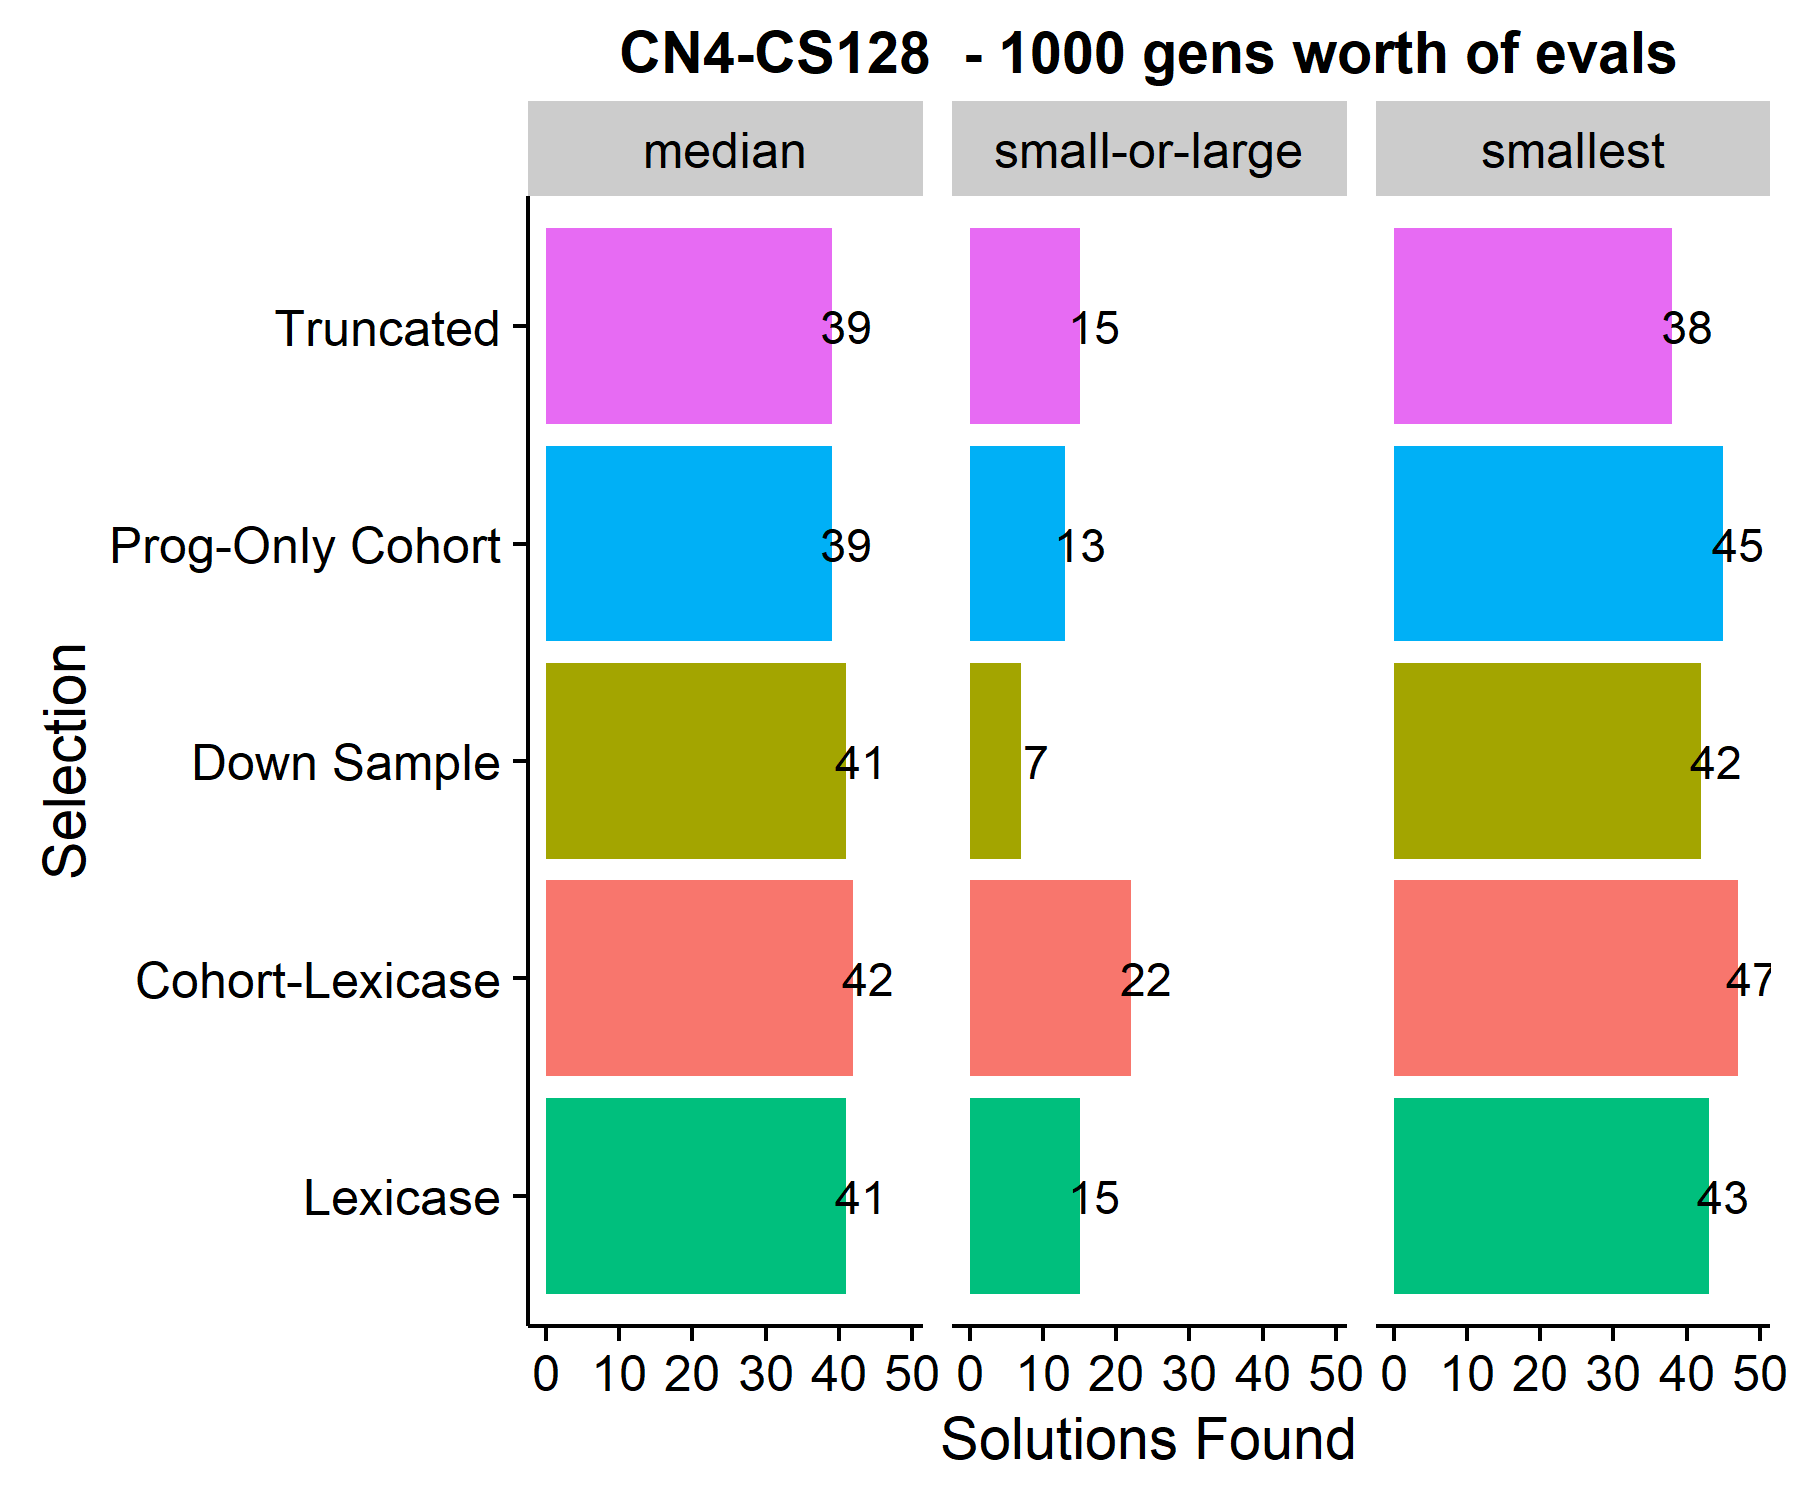 CN4-CS128  - 1000 gens worth of evals
median small-or-large smallest
Truncated 39 15 38
Prog-Only Cohort 39 13 45
Down Sample 41 7 42
Cohort-Lexicase 42 22 47
Lexicase 41 15 43
Selection
0 10 20 30 40 50 0 10 20 30 40 50 0 10 20 30 40 50
Solutions Found